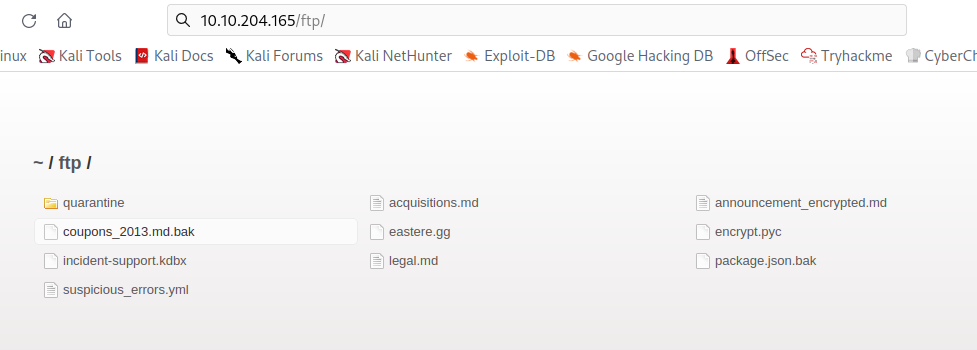 10.10.204.165/ftp/
inux Kali Tools Kali Docs Kali Forums Kali NetHunter Exploit-DB Google Hacking DB OffSec Tryhackme CyberCh
~ / ftp /
quarantine acquisitions.md announcement_encrypted.md
coupons_2013.md.bak eastere.gg encrypt.pyc
incident-support.kdbx legal.md package.json.bak
suspicious_errors.yml